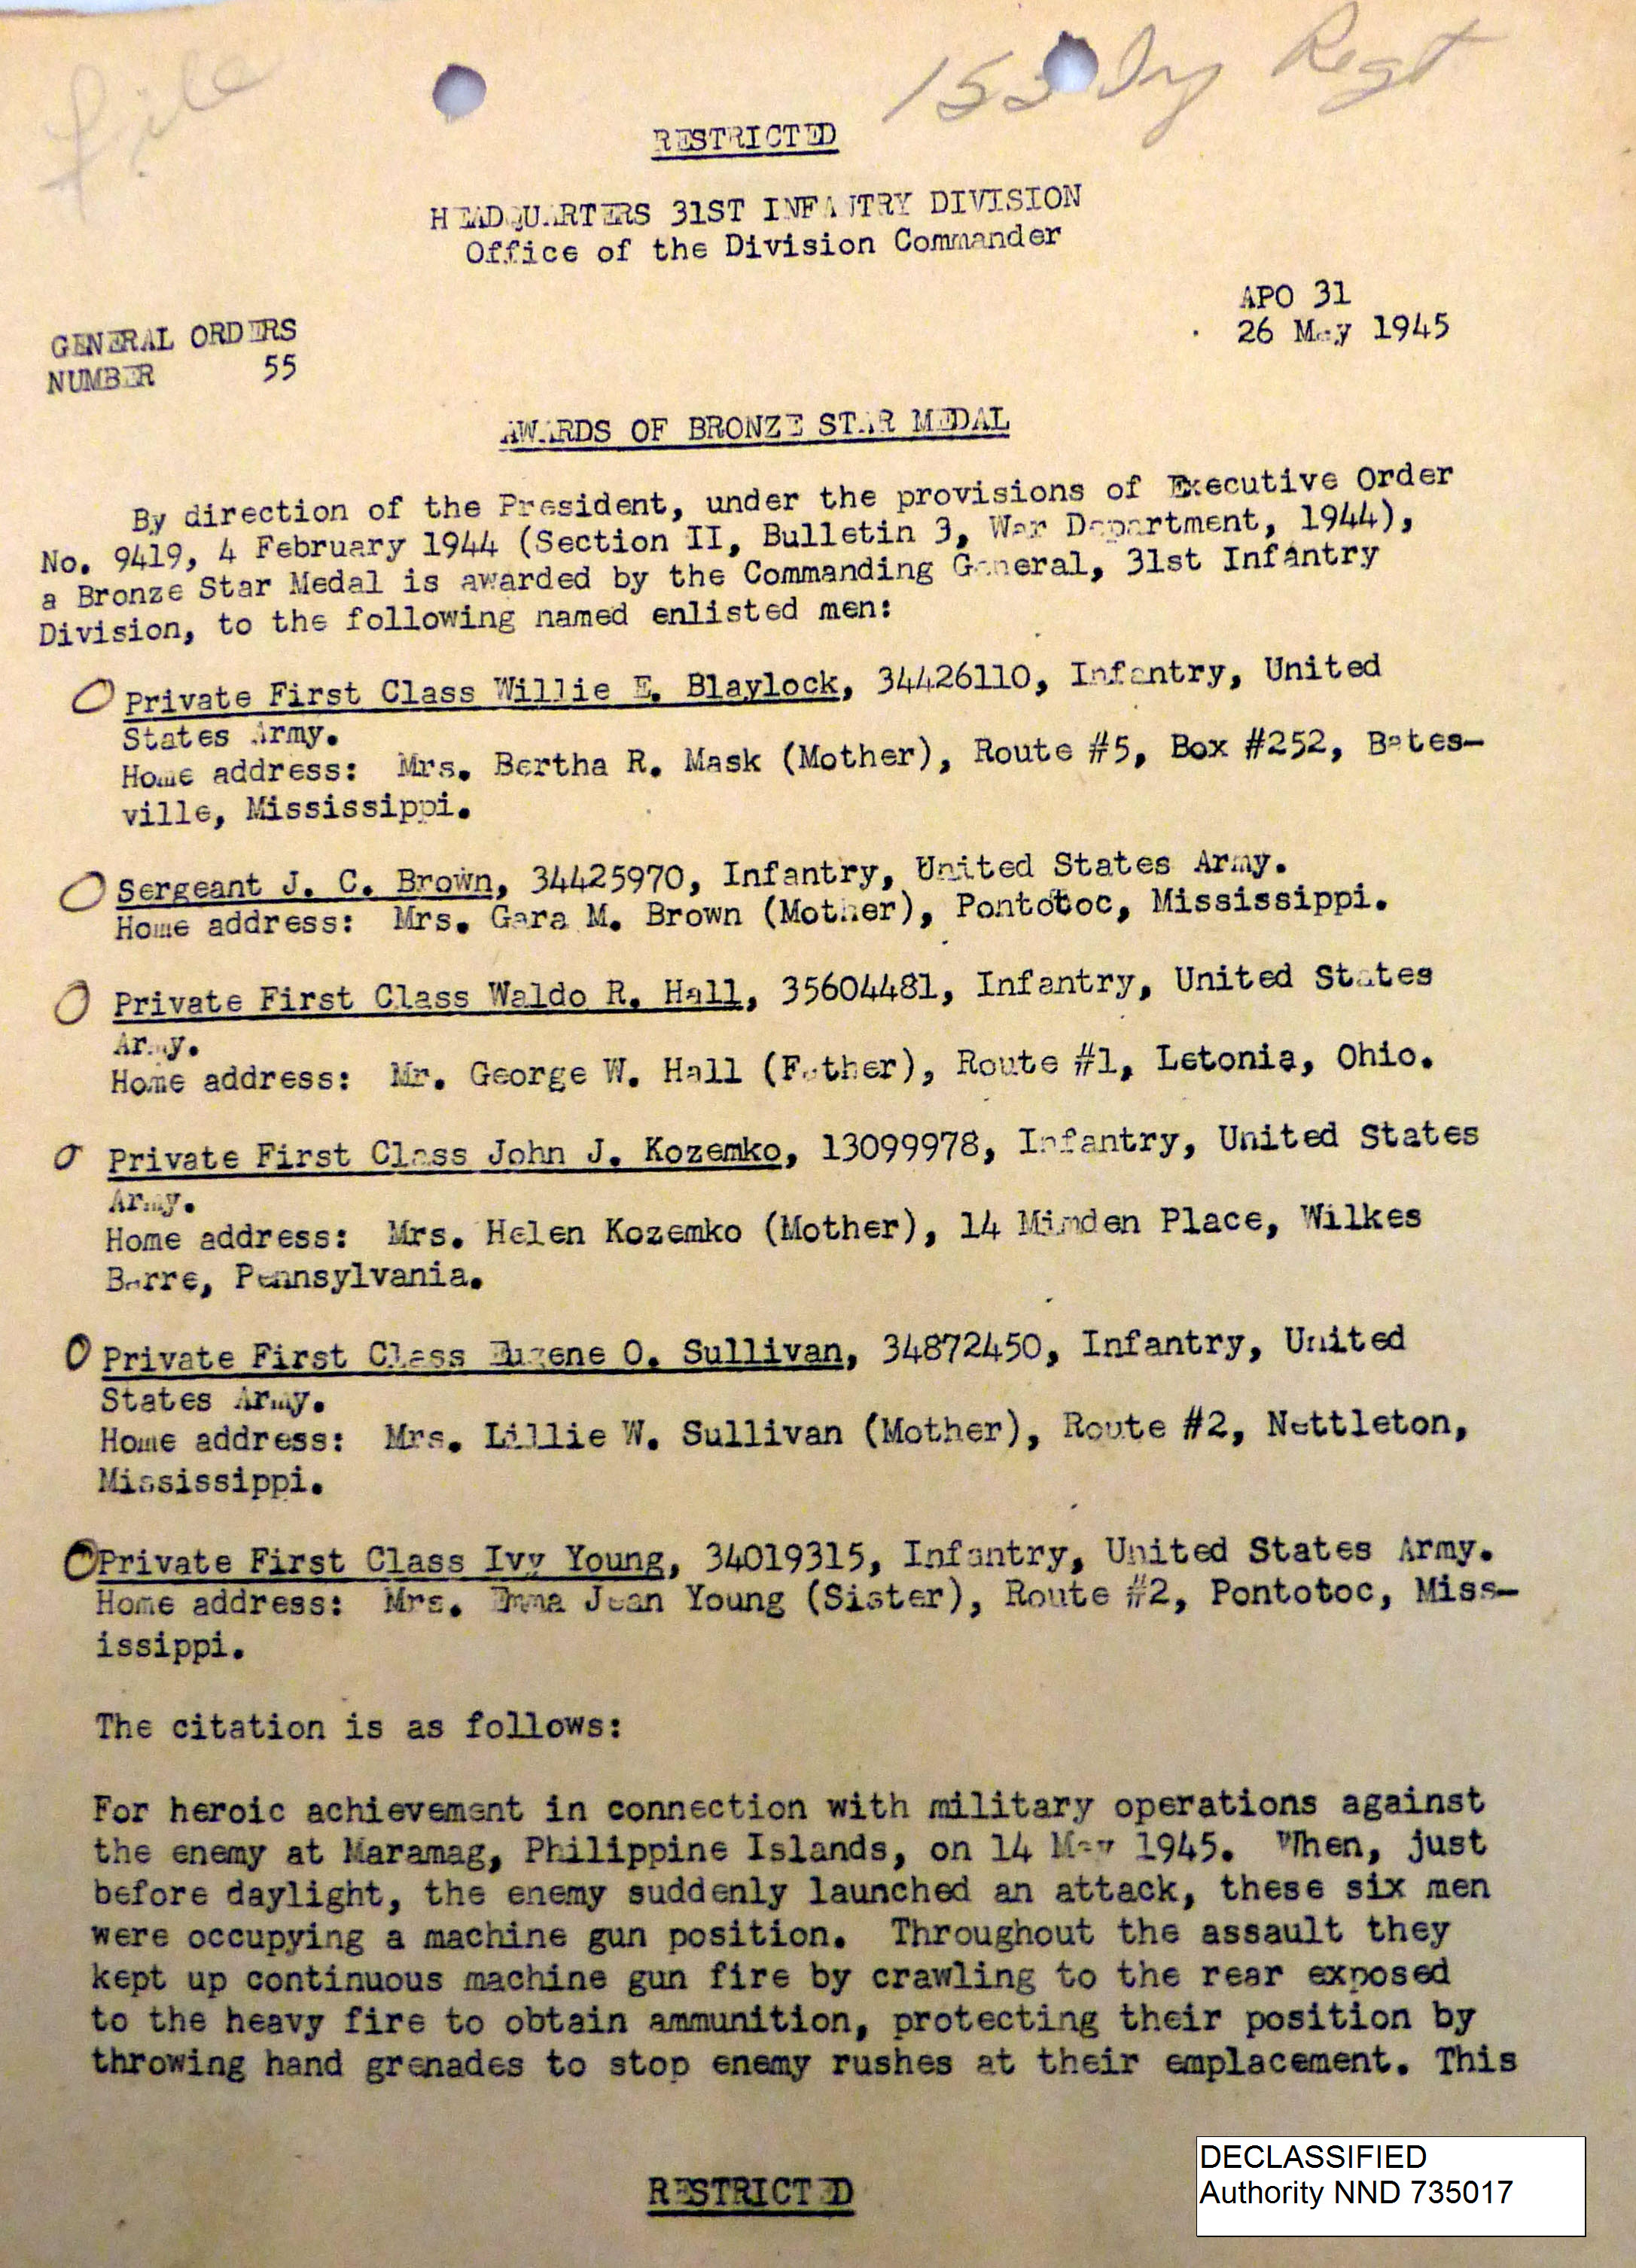 File
153 Inf Regt
RESTRICTED
HEADQUARTERS 31ST INFANTRY DIVISION
Office of the Division Commander
APO 31
26 May 1945
GENERAL ORDERS
NUMBER 55
AWARDS OF BRONZE STAR MEDAL
By direction of the President, under the provisions of Executive Order
No. 9419, 4 February 1944 (Section II, Bulletin 3, War Department, 1944),
a Bronze Star Medal is awarded by the Commanding General, 31st Infantry
Division, to the following named enlisted men:
Private First Class Willie E. Blaylock, 34426110, Infantry, United
States Army.
Home address: Mrs. Bertha R. Mask (Mother), Route #5, Box #252, Bates-
ville, Mississippi.
Sergeant J. C. Brown, 34425970, Infantry, United States Army.
Home address: Mrs. Gara M. Brown (Mother), Pontotoc, Mississippi.
Private First Class Waldo R. Hall, 35604481, Infantry, United States
Army.
Home address: Mr. George W. Hall (Father), Route #1, Letonia, Ohio.
Private First Class John J. Kozemko, 13099978, Infantry, United States
Army.
Home address: Mrs. Helen Kozemko (Mother), 14 Minden Place, Wilkes
Barre, Pennsylvania.
Private First Class Eugene O. Sullivan, 34872450, Infantry, United
States Army.
Home address: Mrs. Lillie W. Sullivan (Mother), Route #2, Nettleton,
Mississippi.
Private First Class Ivy Young, 34019315, Infantry, United States Army.
Home address: Mrs. Emma Jean Young (Sister), Route #2, Pontotoc, Miss-
issippi.
The citation is as follows:
For heroic achievement in connection with military operations against
the enemy at Maramag, Philippine Islands, on 14 May 1945. When, just
before daylight, the enemy suddenly launched an attack, these six men
were occupying a machine gun position. Throughout the assault they
kept up continuous machine gun fire by crawling to the rear exposed
to the heavy fire to obtain ammunition, protecting their position by
throwing hand grenades to stop enemy rushes at their emplacement. This
RESTRICTED
DECLASSIFIED
Authority NND 735017